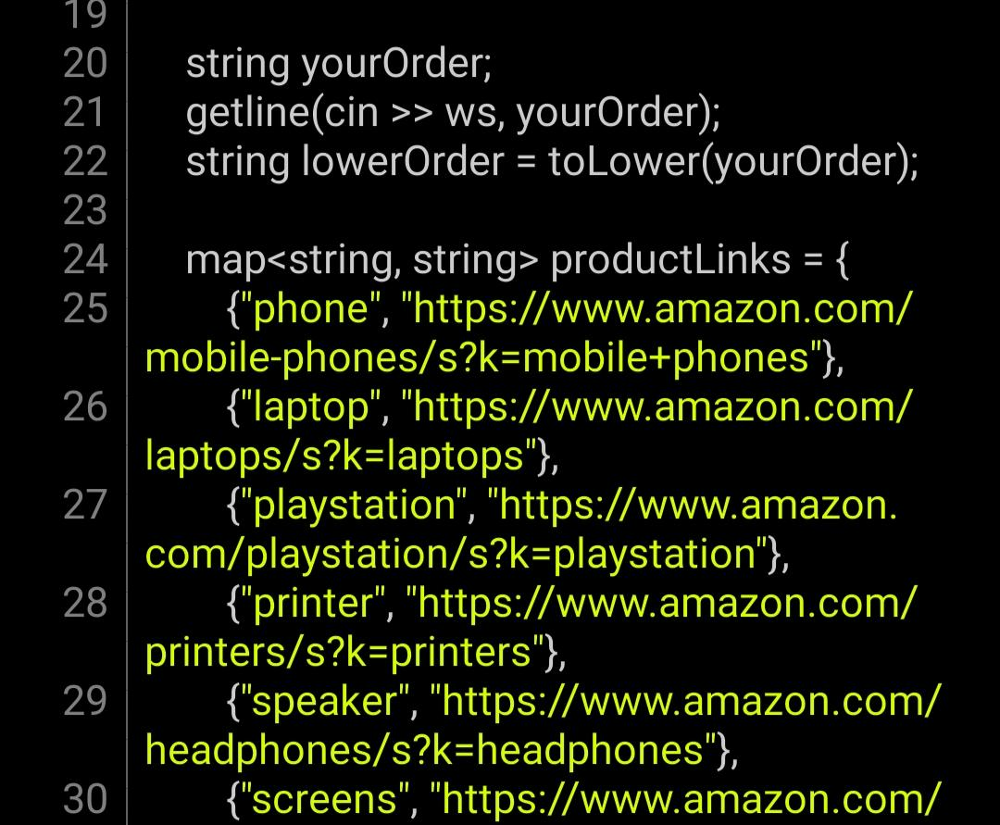 19
20 string yourOrder;
21 getline(cin >> ws, yourOrder);
22 string lowerOrder = toLower(yourOrder);
23
24 map<string, string> productLinks = {
25 {"phone", "https://www.amazon.com/
mobile-phones/s?k=mobile+phones"},
26 {"laptop", "https://www.amazon.com/
laptops/s?k=laptops"},
27 {"playstation", "https://www.amazon.
com/playstation/s?k=playstation"},
28 {"printer", "https://www.amazon.com/
printers/s?k=printers"},
29 {"speaker", "https://www.amazon.com/
headphones/s?k=headphones"},
30 {"screens", "https://www.amazon.com/